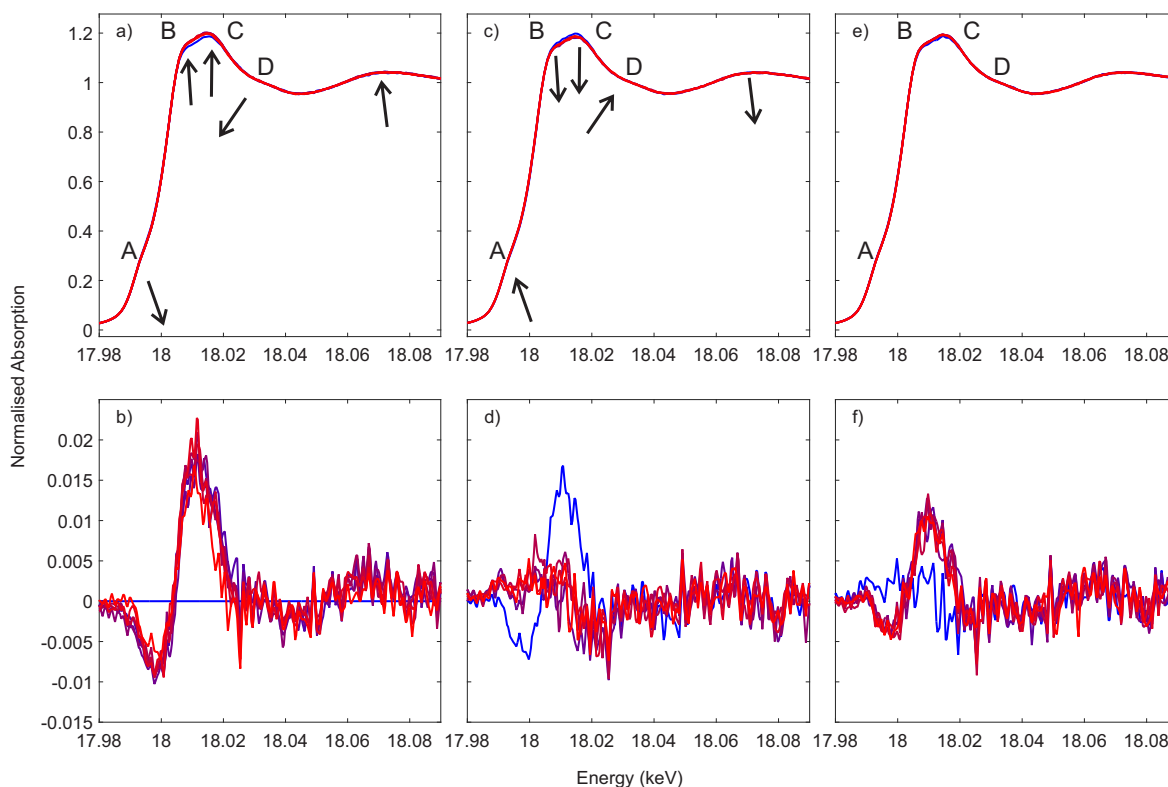 a) B C
c) B C
e) B C
D
D
D
A
A
A
1.2
1
0.8
0.6
0.4
0.2
0
17.98 18 18.02 18.04 18.06 18.08
17.98 18 18.02 18.04 18.06 18.08
17.98 18 18.02 18.04 18.06 18.08
Normalised Absorption
b)
d)
f)
0.02
0.015
0.01
0.005
0
-0.005
-0.01
-0.015
17.98 18 18.02 18.04 18.06 18.08
17.98 18 18.02 18.04 18.06 18.08
17.98 18 18.02 18.04 18.06 18.08
Energy (keV)